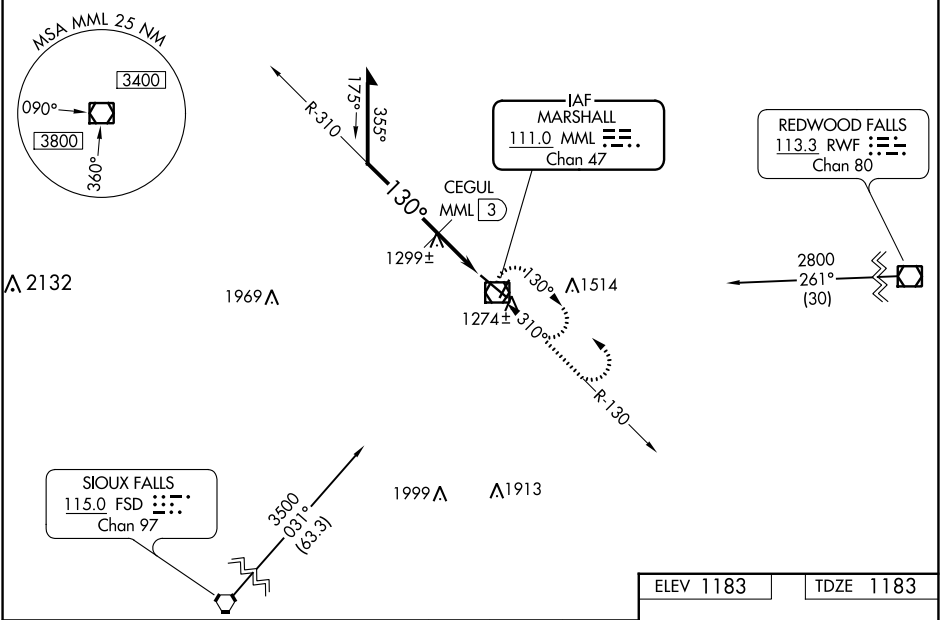 MSA MML 25 NM
3400
090°
3800
360°
R-310
175°
355°
130°
CEGUL
MML 3
1299±
IAF
MARSHALL
111.0 MML
Chan 47
REDWOOD FALLS
113.3 RWF
Chan 80
2800
261°
(30)
2132
1969
130°
1514
1274±
310°
R-130
SIOUX FALLS
115.0 FSD
Chan 97
3500
031°
(63.3)
1999
1913
ELEV 1183
TDZE 1183